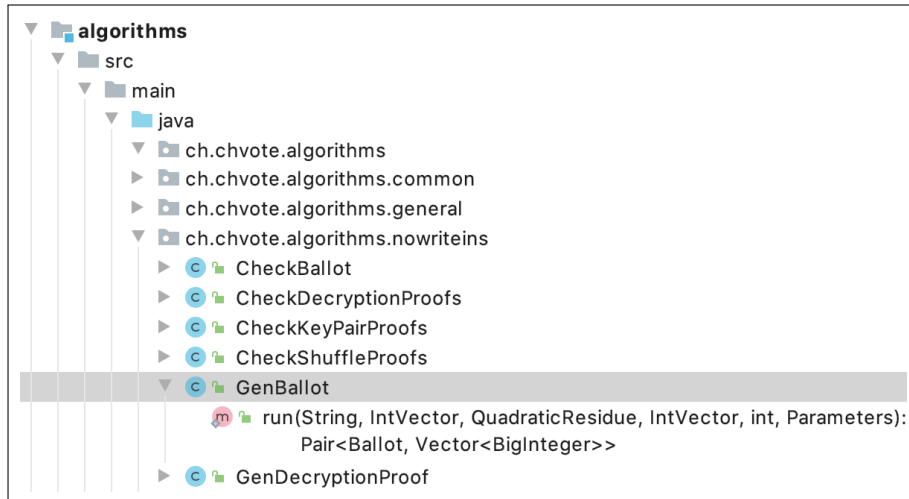 algorithms
src
main
java
ch.chvote.algorithms
ch.chvote.algorithms.common
ch.chvote.algorithms.general
ch.chvote.algorithms.nowriteins
C CheckBallot
C CheckDecryptionProofs
C CheckKeyPairProofs
C CheckShuffleProofs
C GenBallot
m run(String, IntVector, QuadraticResidue, IntVector, int, Parameters):
Pair<Ballot, Vector<BigInteger>>
C GenDecryptionProof